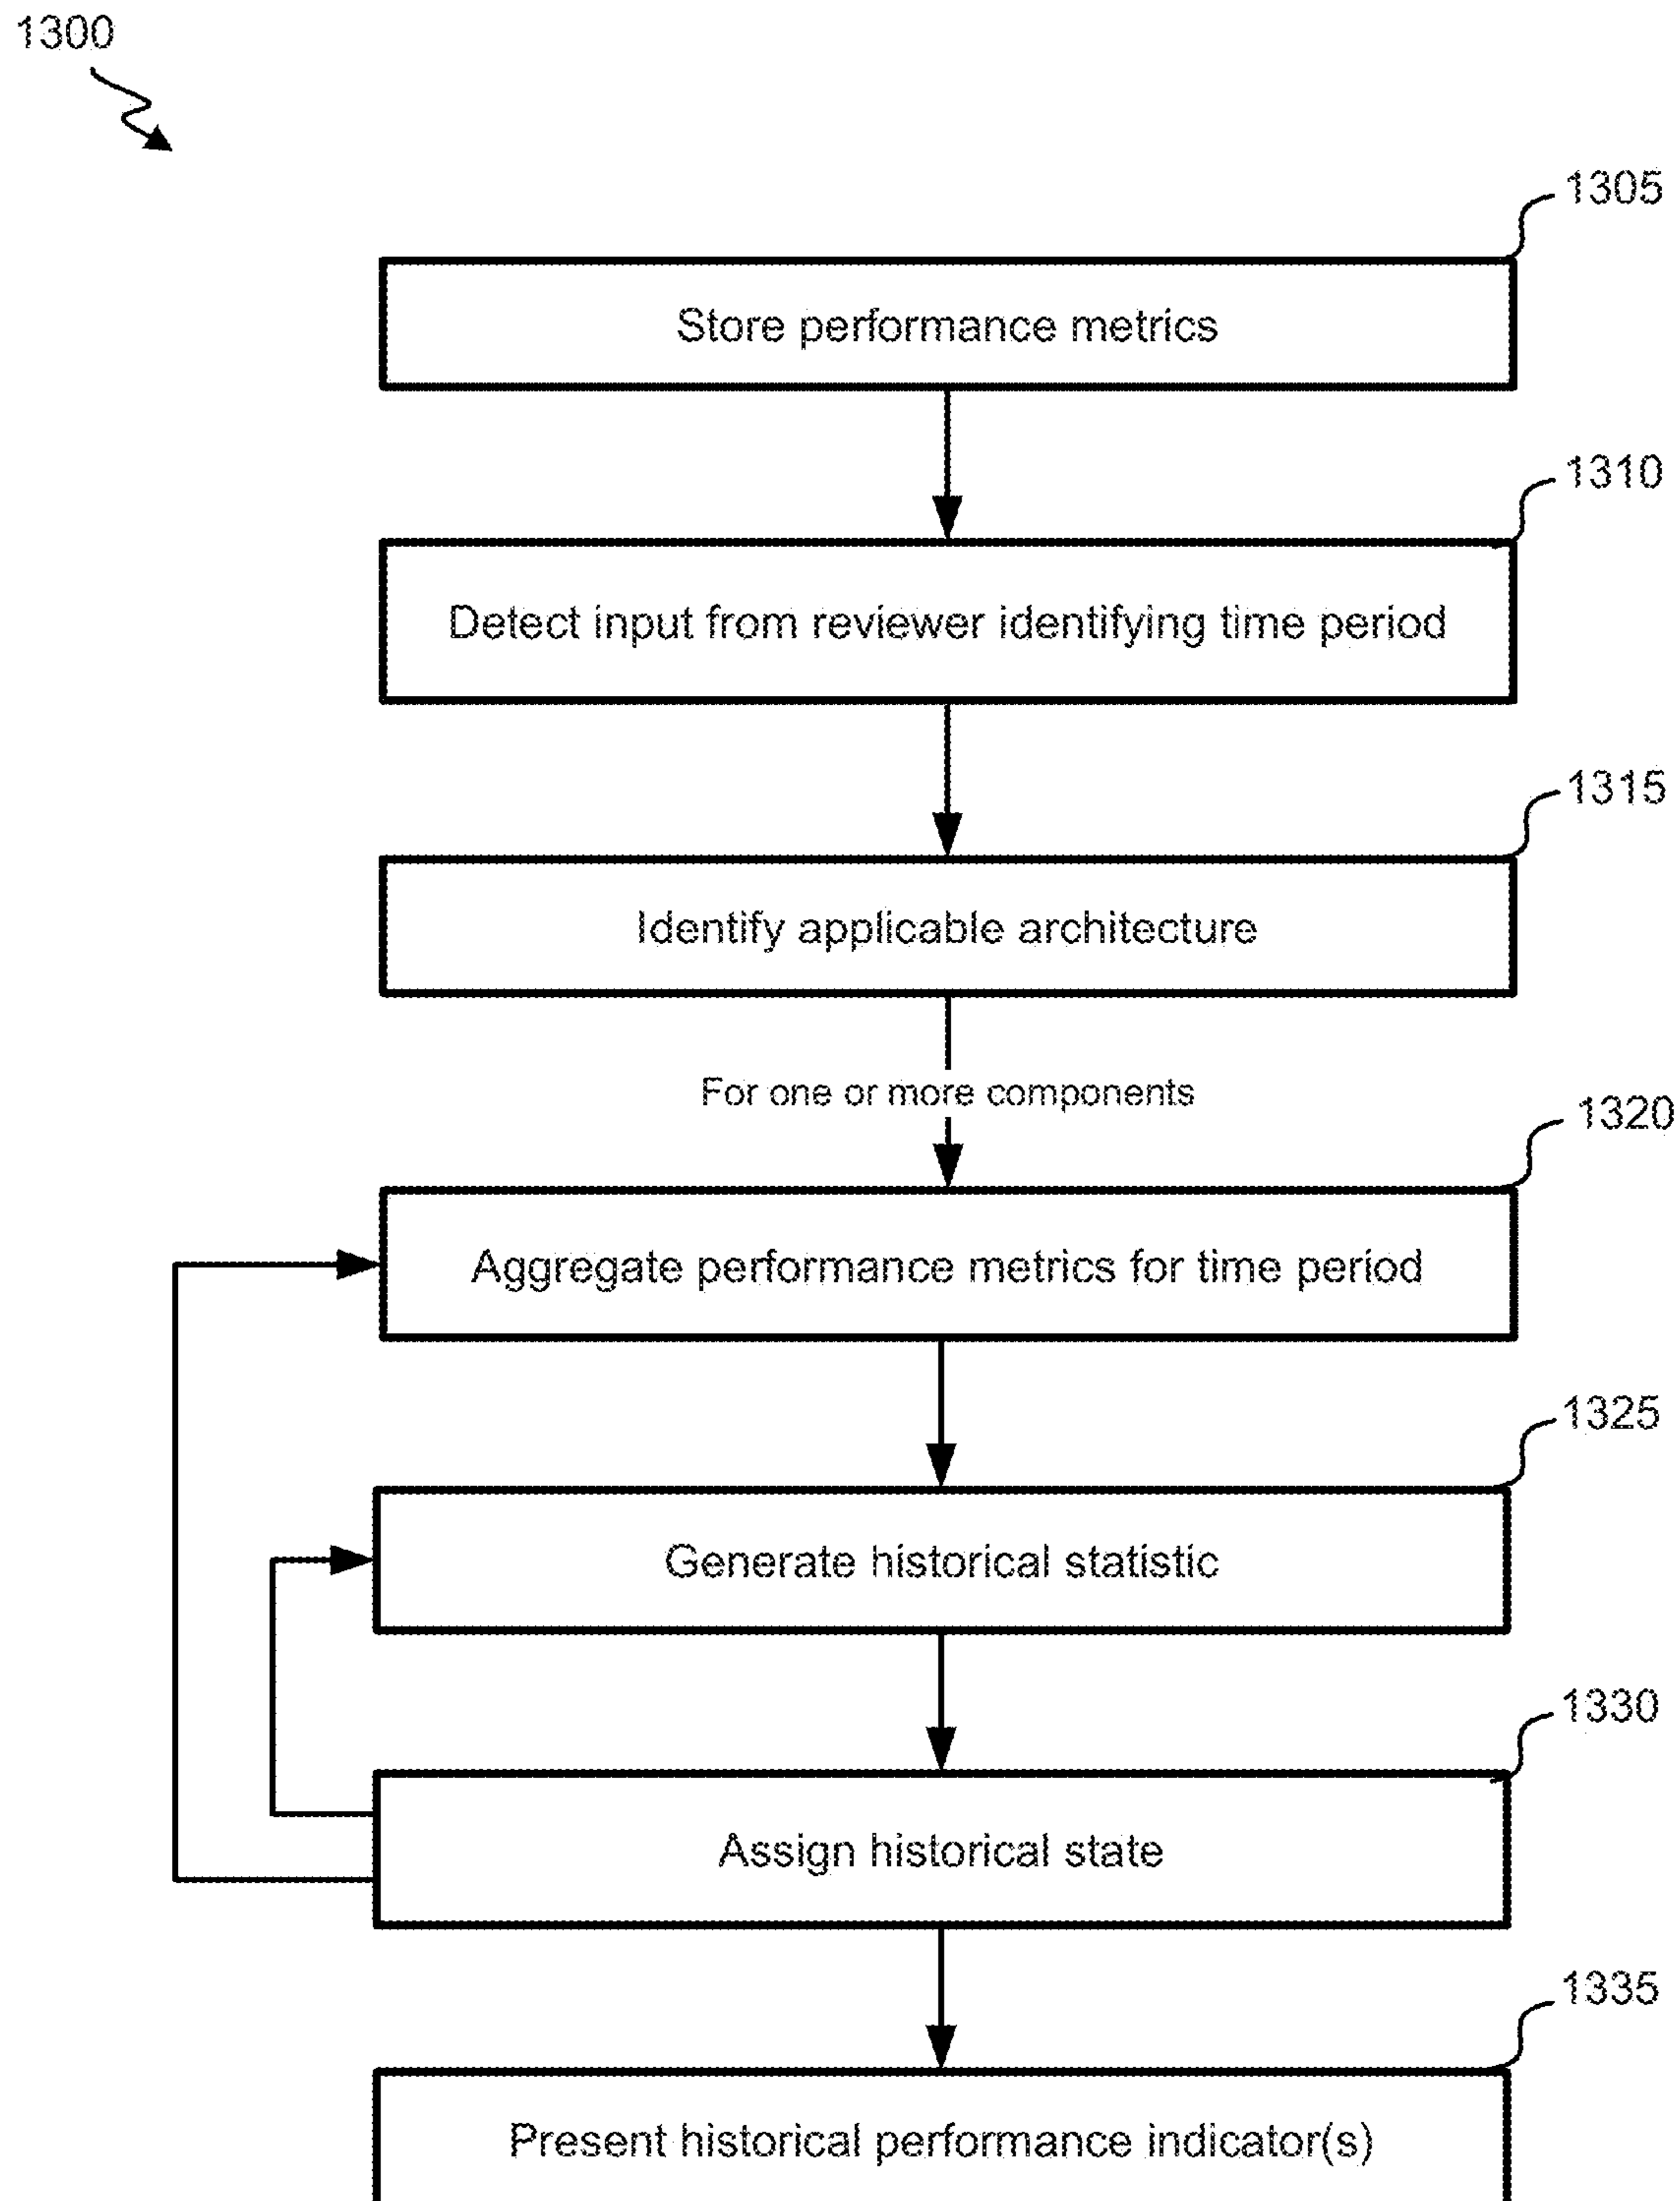 1300
1305
Store performance metrics
1310
Detect input from reviewer identifying time period
1315
Identify applicable architecture
For one or more components
1320
Aggregate performance metrics for time period
1325
Generate historical statistic
1330
Assign historical state
1335
Present historical performance indicator(s)